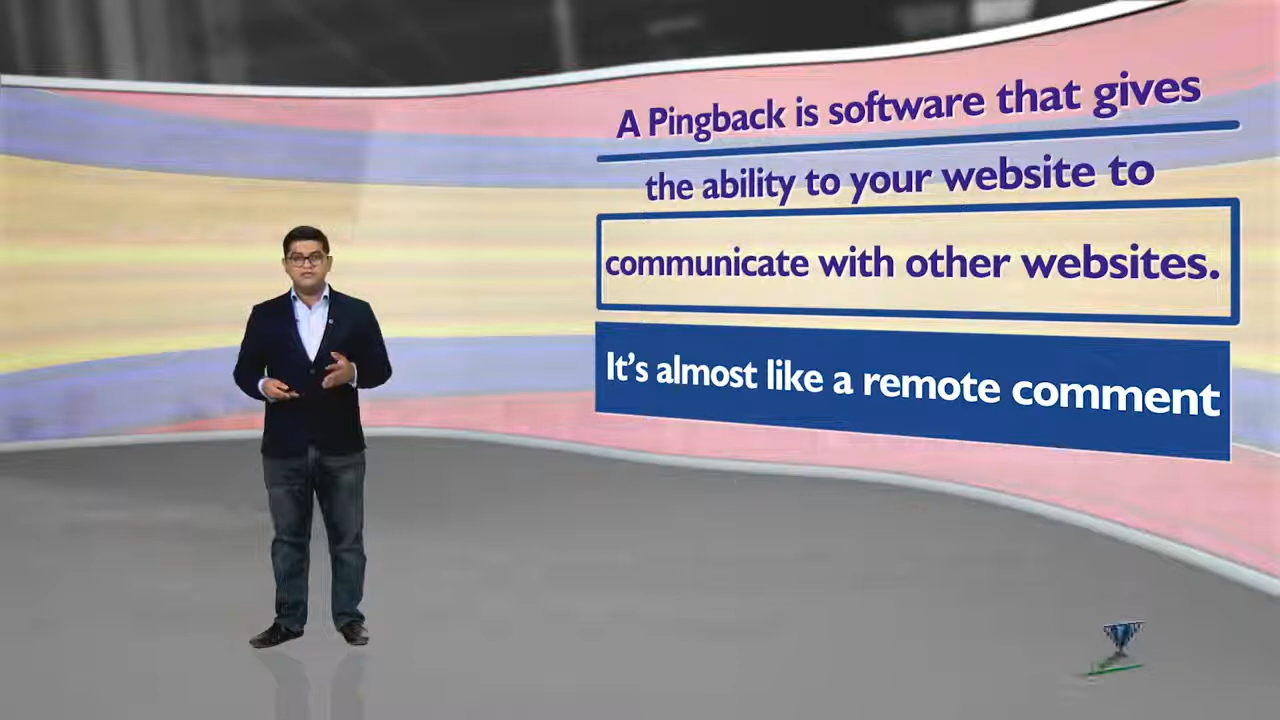 A Pingback is software that gives
the ability to your website to
communicate with other websites.
It's almost like a remote comment